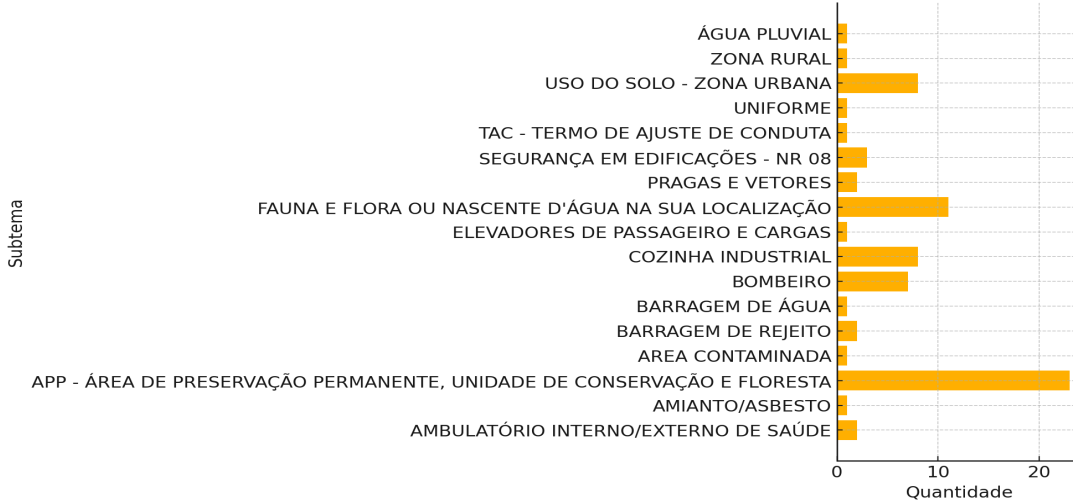 ÁGUA PLUVIAL
ZONA RURAL
USO DO SOLO - ZONA URBANA
UNIFORME
TAC - TERMO DE AJUSTE DE CONDUTA
SEGURANÇA EM EDIFICAÇÕES - NR 08
PRAGAS E VETORES
FAUNA E FLORA OU NASCENTE D'ÁGUA NA SUA LOCALIZAÇÃO
ELEVADORES DE PASSAGEIRO E CARGAS
COZINHA INDUSTRIAL
BOMBEIRO
BARRAGEM DE ÁGUA
BARRAGEM DE REJEITO
AREA CONTAMINADA
APP - ÁREA DE PRESERVAÇÃO PERMANENTE, UNIDADE DE CONSERVAÇÃO E FLORESTA
AMIANTO/ASBESTO
AMBULATÓRIO INTERNO/EXTERNO DE SAÚDE
Subtema
0 10 20
Quantidade